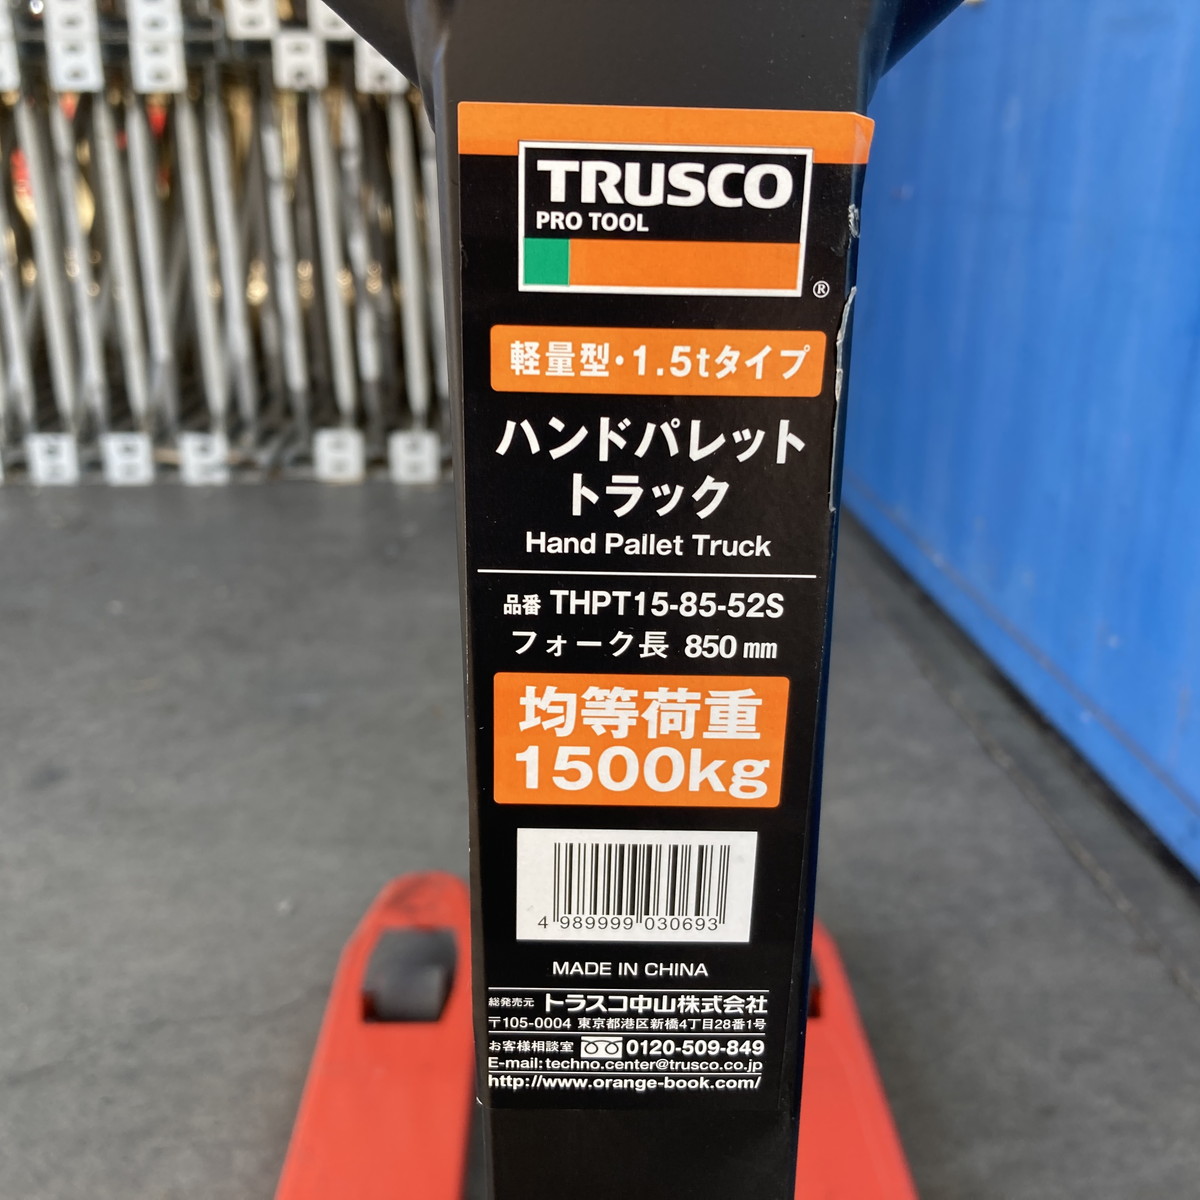 TRUSCO
PRO TOOL
®
軽量型・1.5tタイプ
ハンドパレット
トラック
Hand Pallet Truck
品番 THPT15-85-52S
フォーク長 850mm
均等荷重
1500kg
4 989999 030693
MADE IN CHINA
総発売元 トラスコ中山株式会社
〒105-0004 東京都港区新橋4丁目28番1号
お客様相談室 0120-509-849
E-mail:techno.center@trusco.co.jp
http://www.orange-book.com/